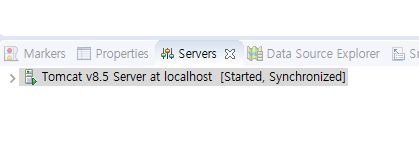 Markers Properties Servers Data Source Explorer
Tomcat v8.5 Server at localhost [Started, Synchronized]